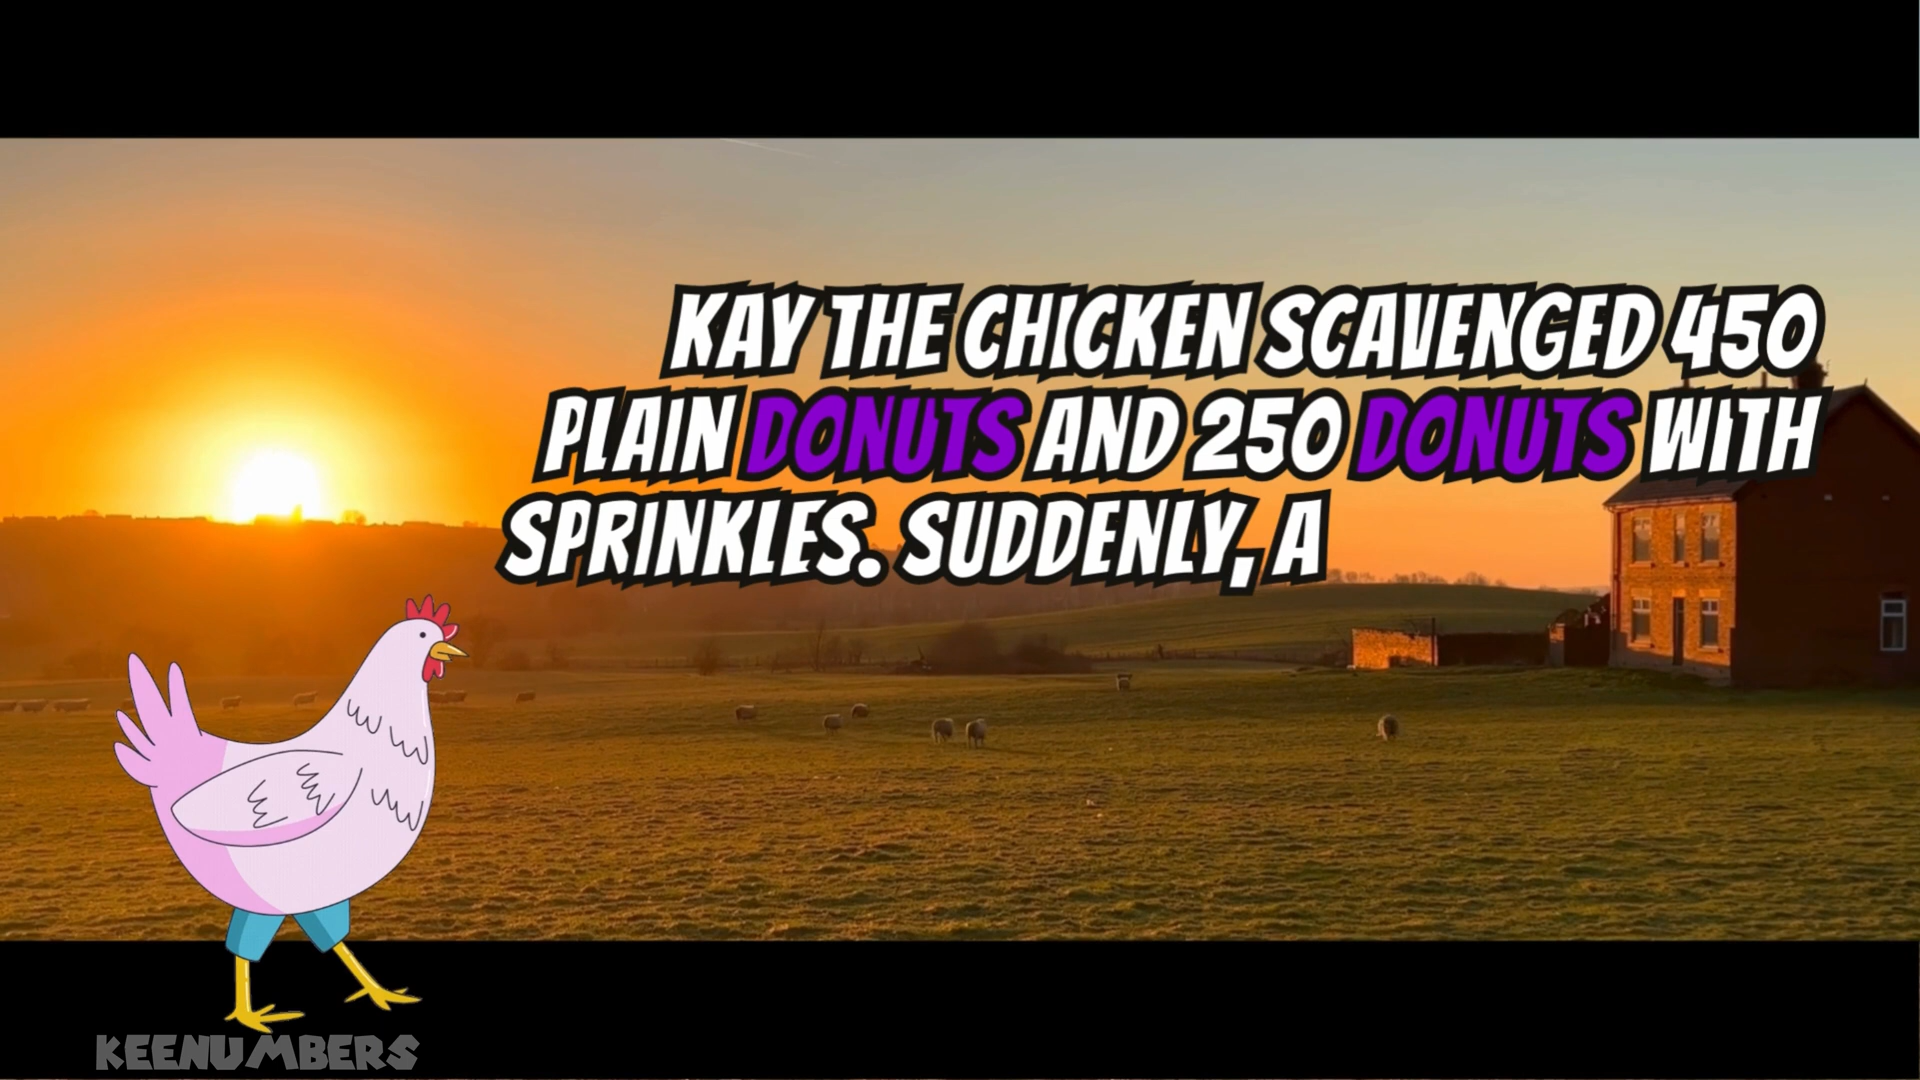 KAY THE CHICKEN SCAVENGED 450
PLAIN DONUTS AND 250 DONUTS WITH
SPRINKLES. SUDDENLY, A
KEENUMBERS